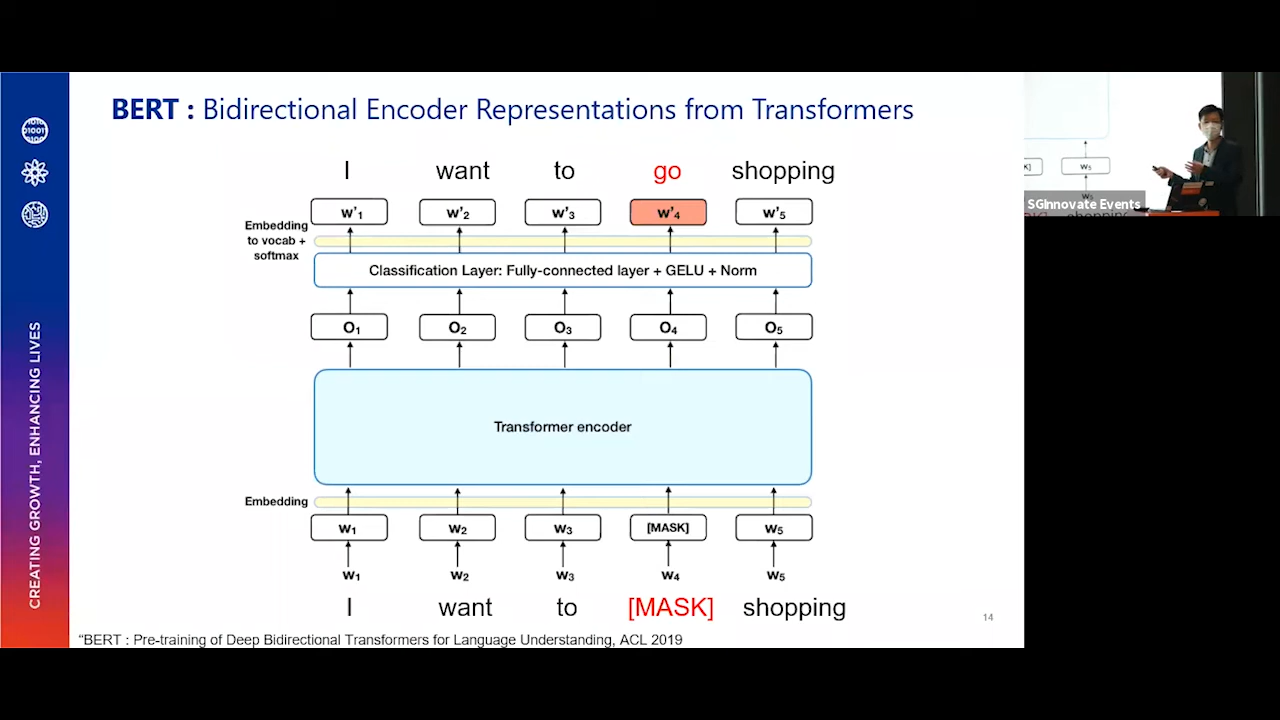 BERT : Bidirectional Encoder Representations from Transformers
I want to go shopping
w'1 w'2 w'3 w'4 w'5
Embedding
to vocab +
softmax
Classification Layer: Fully-connected layer + GELU + Norm
O1 O2 O3 O4 O5
Transformer encoder
Embedding
W1 W2 W3 [MASK] W5
W1 W2 W3 W4 W5
I want to [MASK] shopping
14
"BERT : Pre-training of Deep Bidirectional Transformers for Language Understanding, ACL 2019
CREATING GROWTH, ENHANCING LIVES
W5
SGInnovate Events